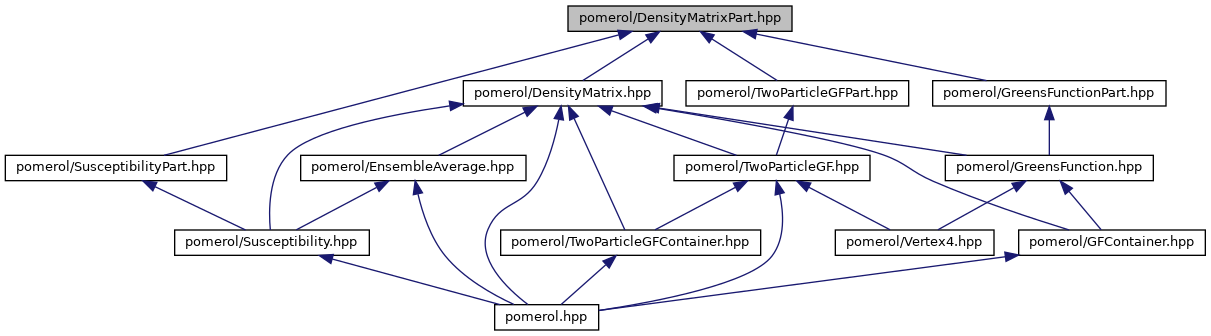 pomerol/DensityMatrixPart.hpp
pomerol/DensityMatrix.hpp
pomerol/TwoParticleGFPart.hpp
pomerol/GreensFunctionPart.hpp
pomerol/SusceptibilityPart.hpp
pomerol/EnsembleAverage.hpp
pomerol/TwoParticleGF.hpp
pomerol/GreensFunction.hpp
pomerol/Susceptibility.hpp
pomerol/TwoParticleGFContainer.hpp
pomerol/Vertex4.hpp
pomerol/GFContainer.hpp
pomerol.hpp